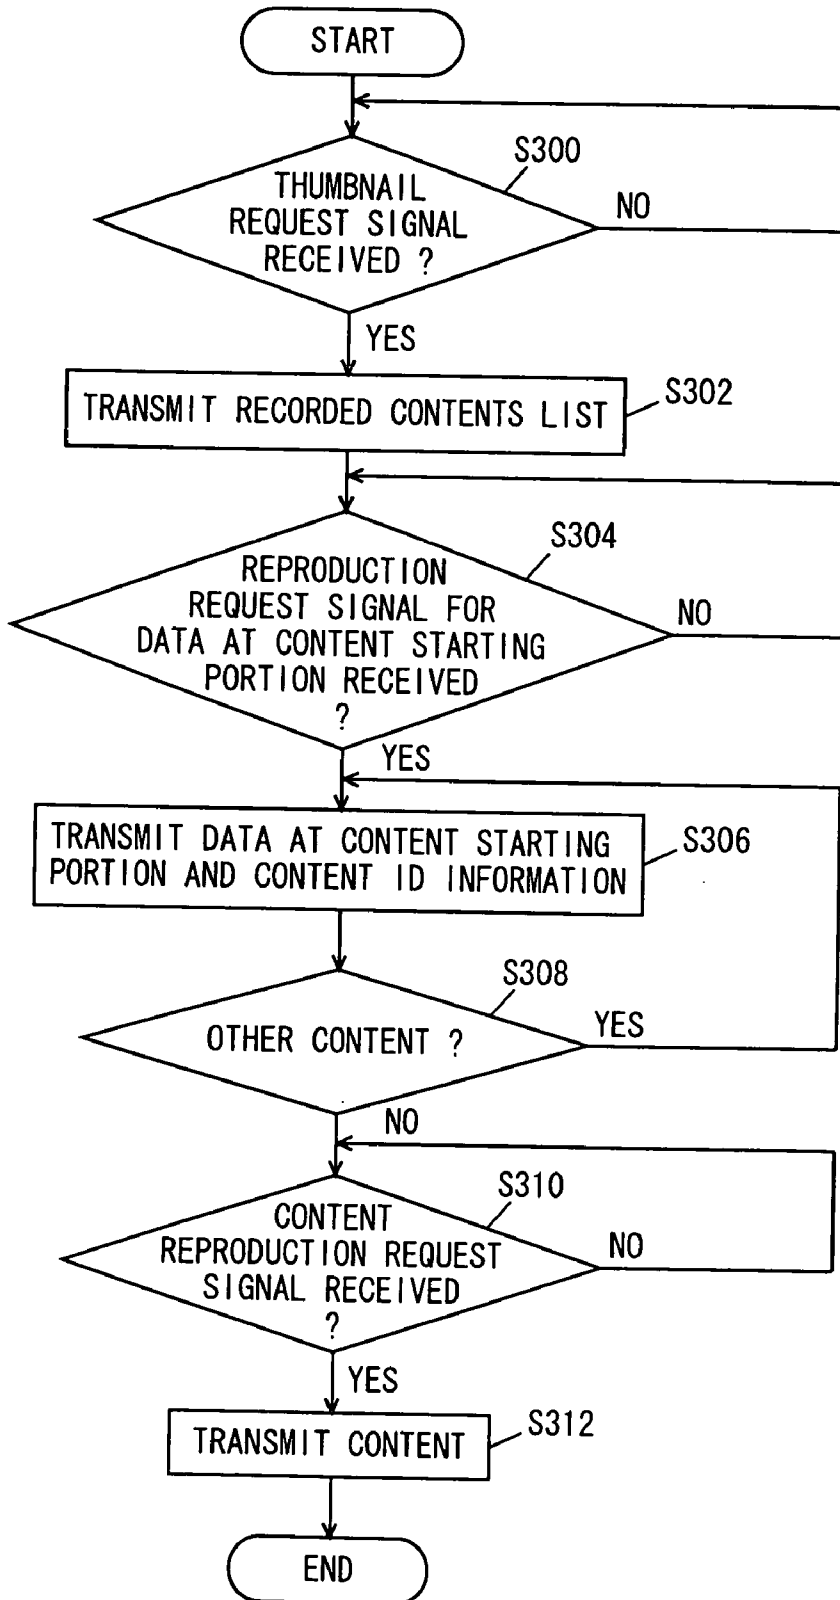 START
S300
THUMBNAIL
REQUEST SIGNAL
RECEIVED ?
NO
YES
TRANSMIT RECORDED CONTENTS LIST
S302
S304
REPRODUCTION
REQUEST SIGNAL FOR
DATA AT CONTENT STARTING
PORTION RECEIVED
?
NO
YES
TRANSMIT DATA AT CONTENT STARTING
PORTION AND CONTENT ID INFORMATION
S306
S308
OTHER CONTENT ?
YES
NO
S310
CONTENT
REPRODUCTION REQUEST
SIGNAL RECEIVED
?
NO
YES
TRANSMIT CONTENT
S312
END